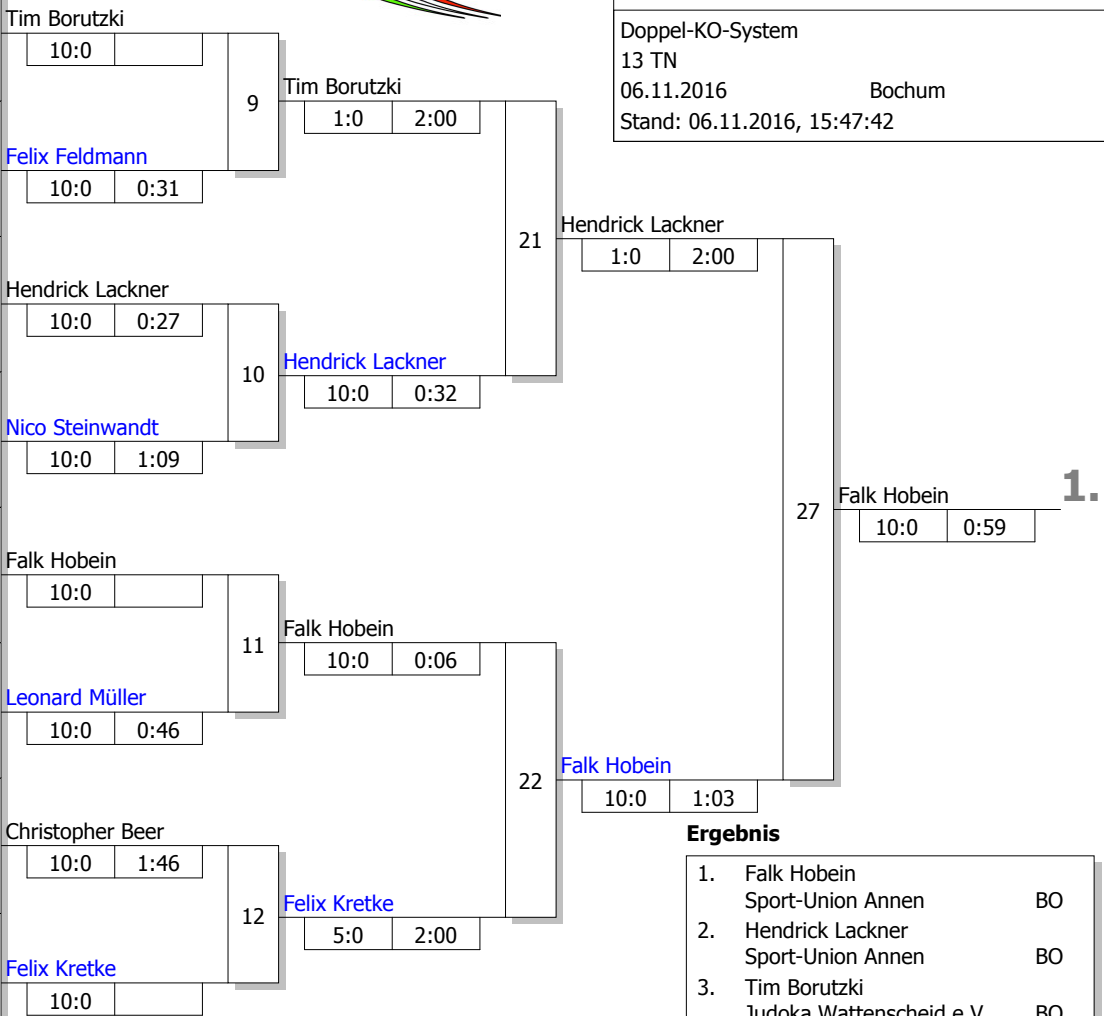 Tim Borutzki
10:0
Doppel-KO-System
13 TN
06.11.2016 Bochum
Stand: 06.11.2016, 15:47:42
9
Tim Borutzki
1:0 2:00
Felix Feldmann
10:0 0:31
21
Hendrick Lackner
1:0 2:00
Hendrick Lackner
10:0 0:27
10
Hendrick Lackner
10:0 0:32
Nico Steinwandt
10:0 1:09
27
Falk Hobein
10:0 0:59
1.
Falk Hobein
10:0
11
Falk Hobein
10:0 0:06
Leonard Müller
10:0 0:46
22
Falk Hobein
10:0 1:03
Christopher Beer
10:0 1:46
12
Felix Kretke
5:0 2:00
Felix Kretke
10:0
Ergebnis
1. Falk Hobein
Sport-Union Annen BO
2. Hendrick Lackner
Sport-Union Annen BO
3. Tim Borutzki
Judoka Wattenscheid e.V. BO